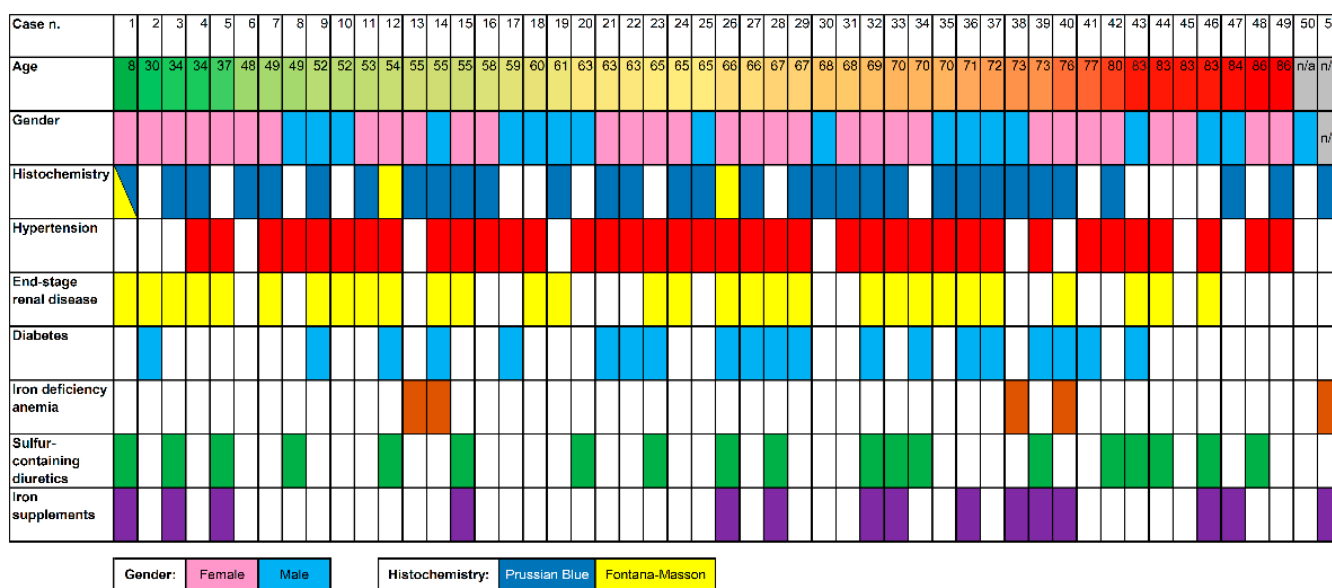 Case n. 1 2 3 4 5 6 7 8 9 10 11 12 13 14 15 16 17 18 19 20 21 22 23 24 25 26 27 28 29 30 31 32 33 34 35 36 37 38 39 40 41 42 43 44 45 46 47 48 49 50 5
Age 8 30 34 34 37 48 49 49 52 52 53 54 55 55 55 58 59 60 61 63 63 63 65 65 65 66 66 67 67 68 68 69 70 70 70 71 72 73 73 76 77 80 83 83 83 83 84 86 86 n/a n/
Gender n/
Histochemistry
Hypertension
End-stage
renal disease
Diabetes
Iron deficiency
anemia
Sulfur-
containing
diuretics
Iron
supplements
Gender: Female Male Histochemistry: Prussian Blue Fontana-Masson